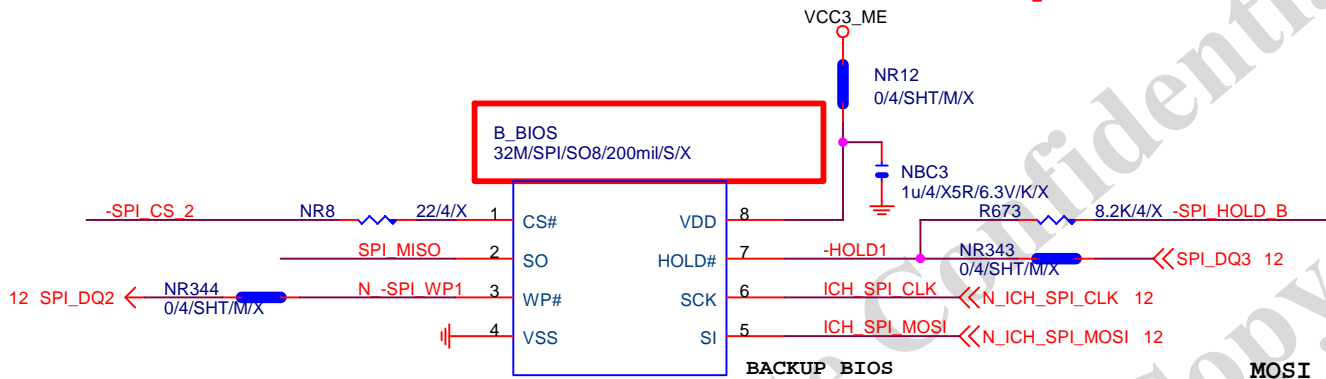 VCC3_ME
NR12
0/4/SHT/M/X
B_BIOS
32M/SPI/SO8/200mil/S/X
NBC3
1u/4/X5R/6.3V/K/X
-SPI_CS_2 NR8 22/4/X 1 CS# VDD 8 R673 8.2K/4/X -SPI_HOLD_B
SPI_MISO 2 SO HOLD# 7 -HOLD1 NR343 SPI_DQ3 12
0/4/SHT/M/X
12 SPI_DQ2 NR344 N_-SPI_WP1 3 WP# SCK 6 ICH_SPI_CLK N_ICH_SPI_CLK 12
0/4/SHT/M/X
4 VSS SI 5 ICH_SPI_MOSI N_ICH_SPI_MOSI 12
BACKUP BIOS MOSI
Confidentia
Copy